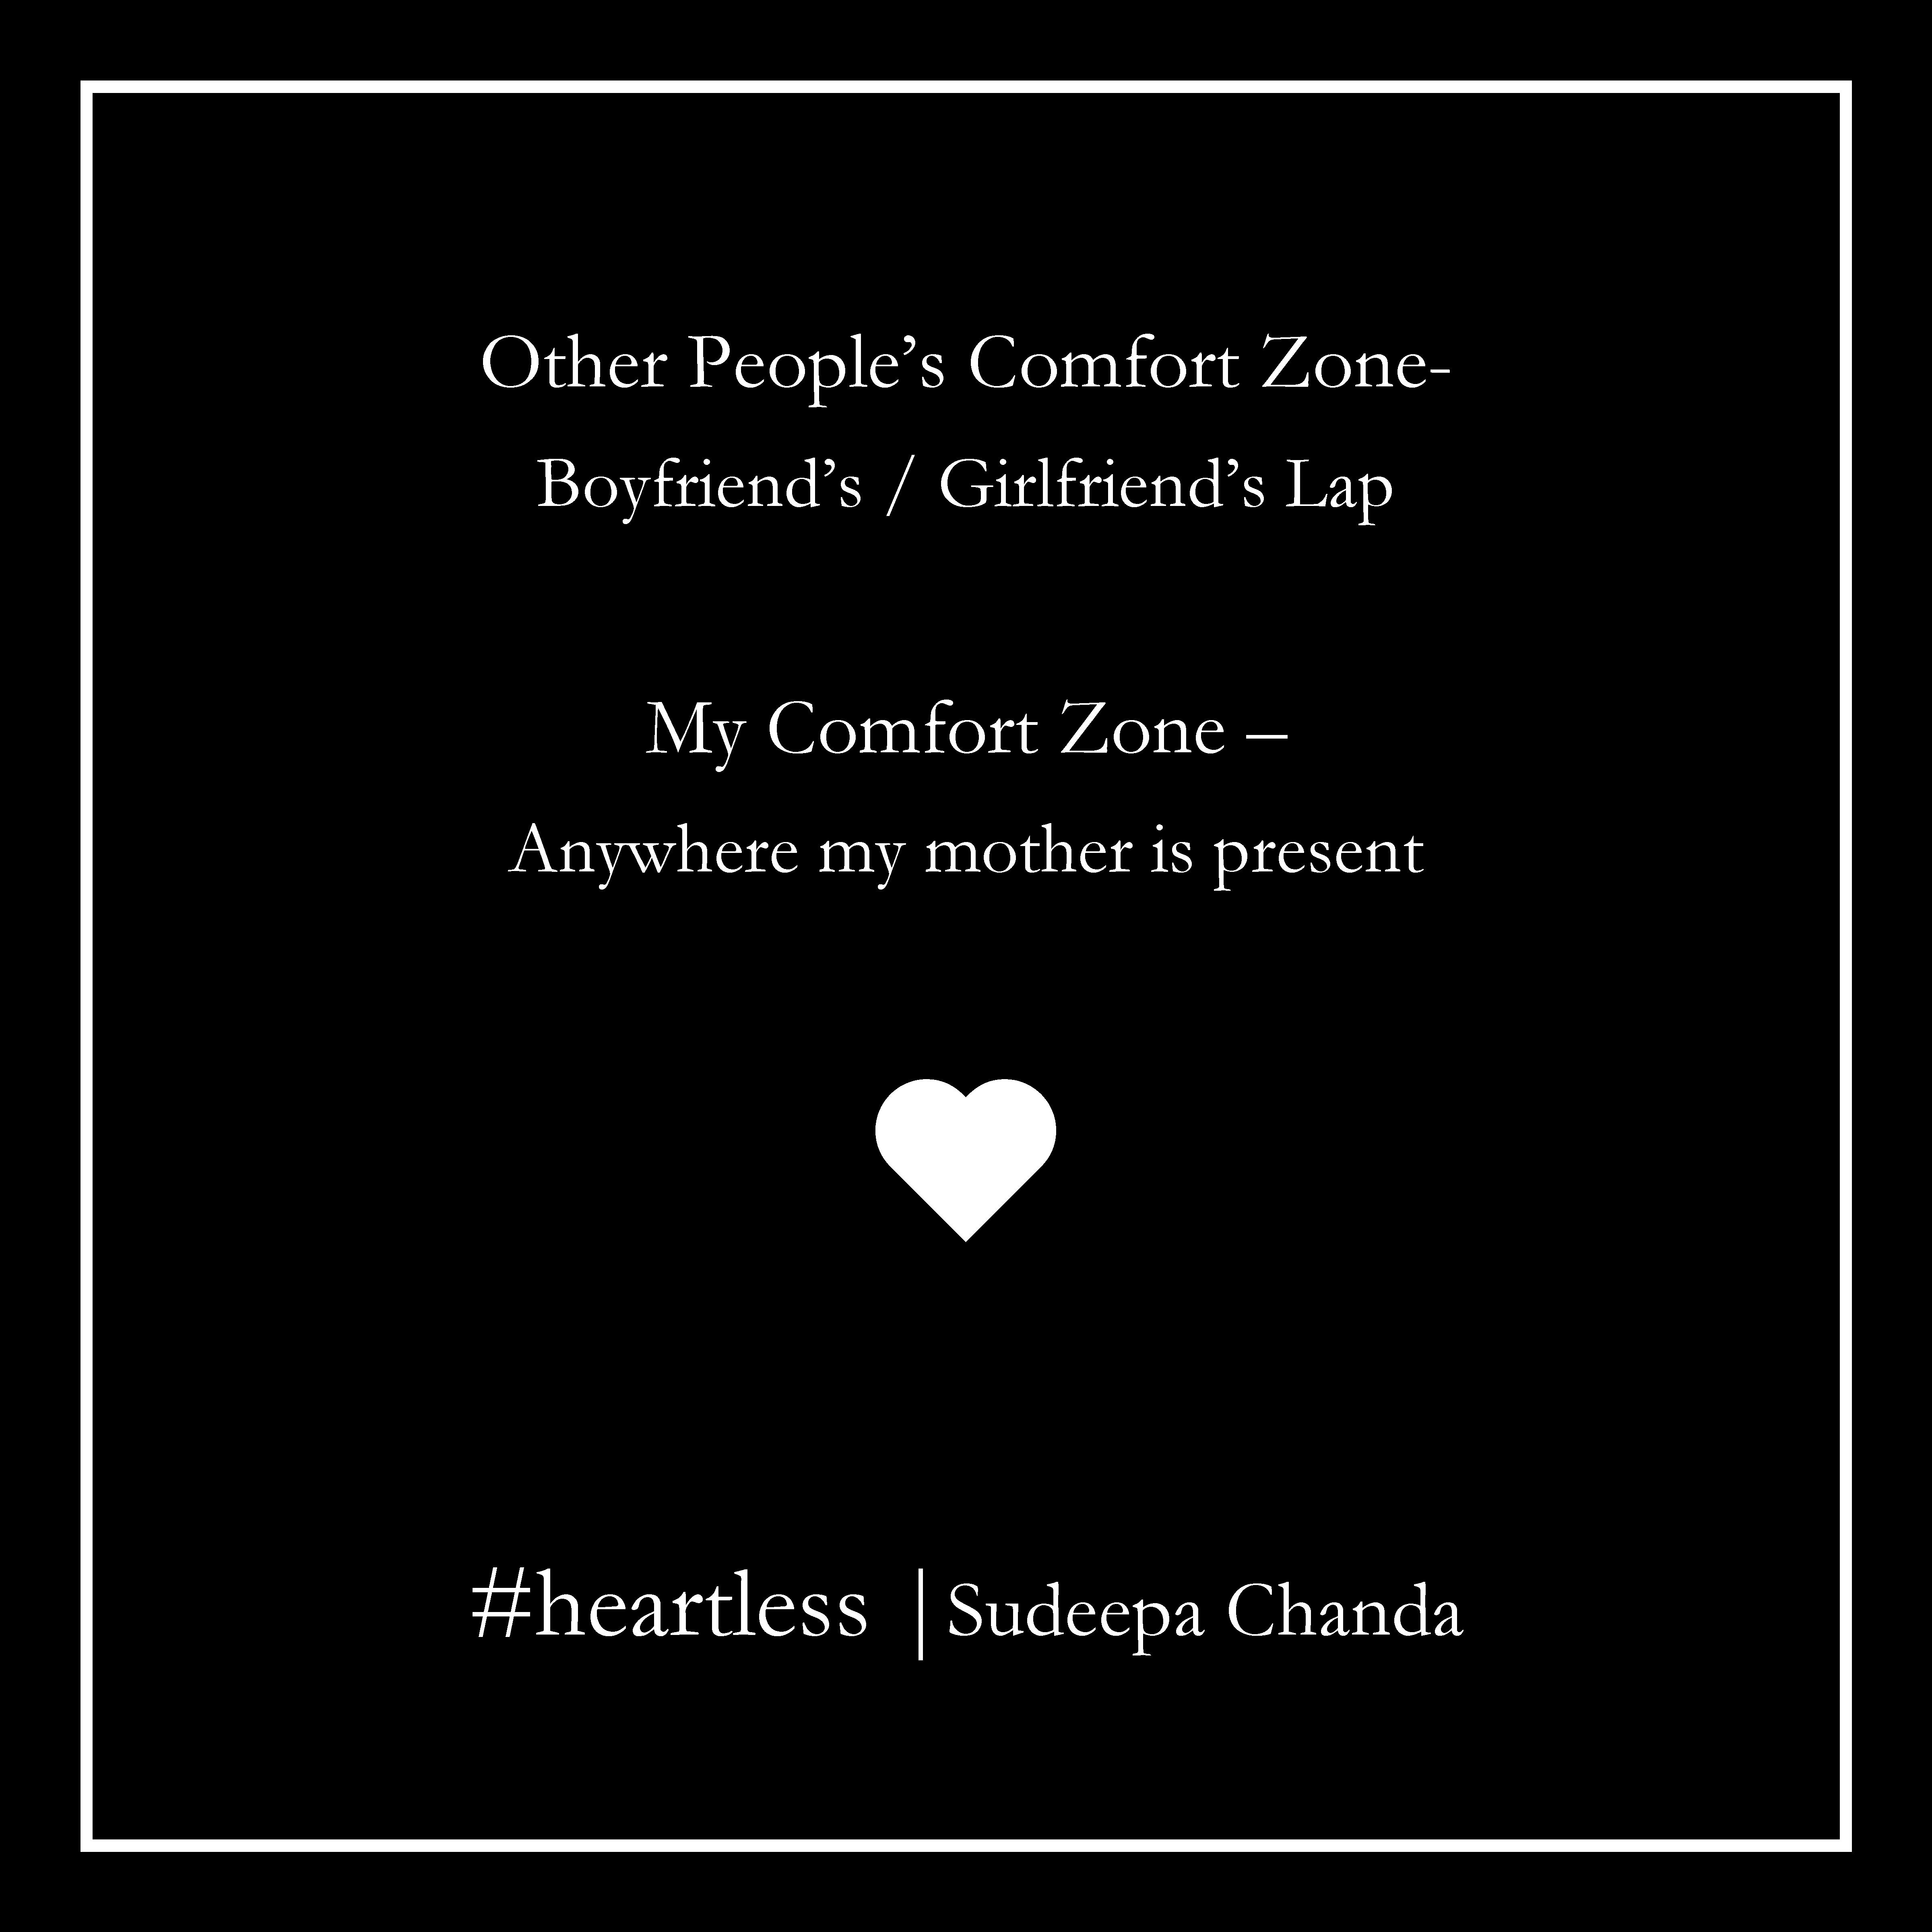 Other People’s Comfort Zone-
Boyfriend’s / Girlfriend’s Lap
My Comfort Zone –
Anywhere my mother is present
#heartless |Sudeepa Chanda